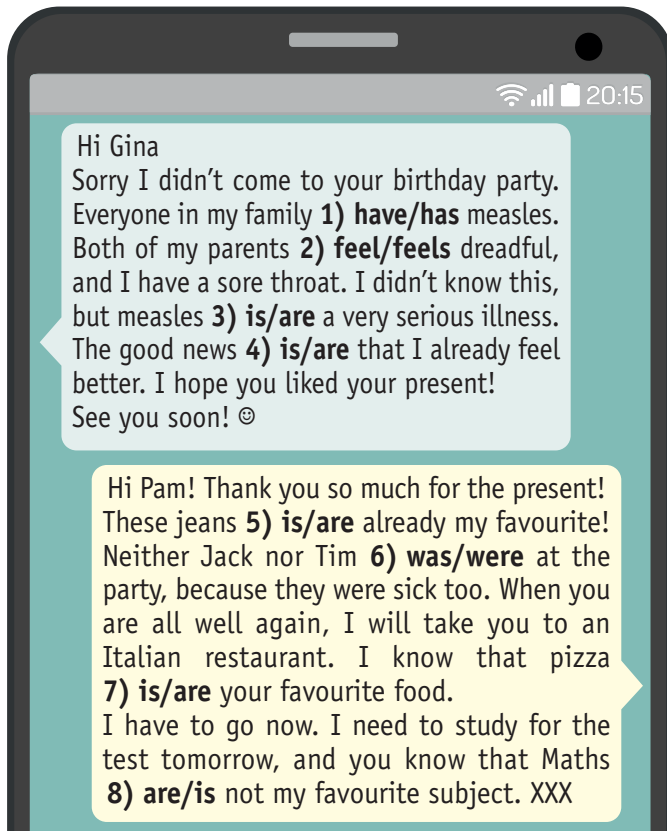 20:15
Hi Gina
Sorry I didn’t come to your birthday party.
Everyone in my family 1) have/has measles.
Both of my parents 2) feel/feels dreadful,
and I have a sore throat. I didn’t know this,
but measles 3) is/are a very serious illness.
The good news 4) is/are that I already feel
better. I hope you liked your present!
See you soon! ☺
Hi Pam! Thank you so much for the present!
These jeans 5) is/are already my favourite!
Neither Jack nor Tim 6) was/were at the
party, because they were sick too. When you
are all well again, I will take you to an
Italian restaurant. I know that pizza
7) is/are your favourite food.
I have to go now. I need to study for the
test tomorrow, and you know that Maths
8) are/is not my favourite subject. XXX